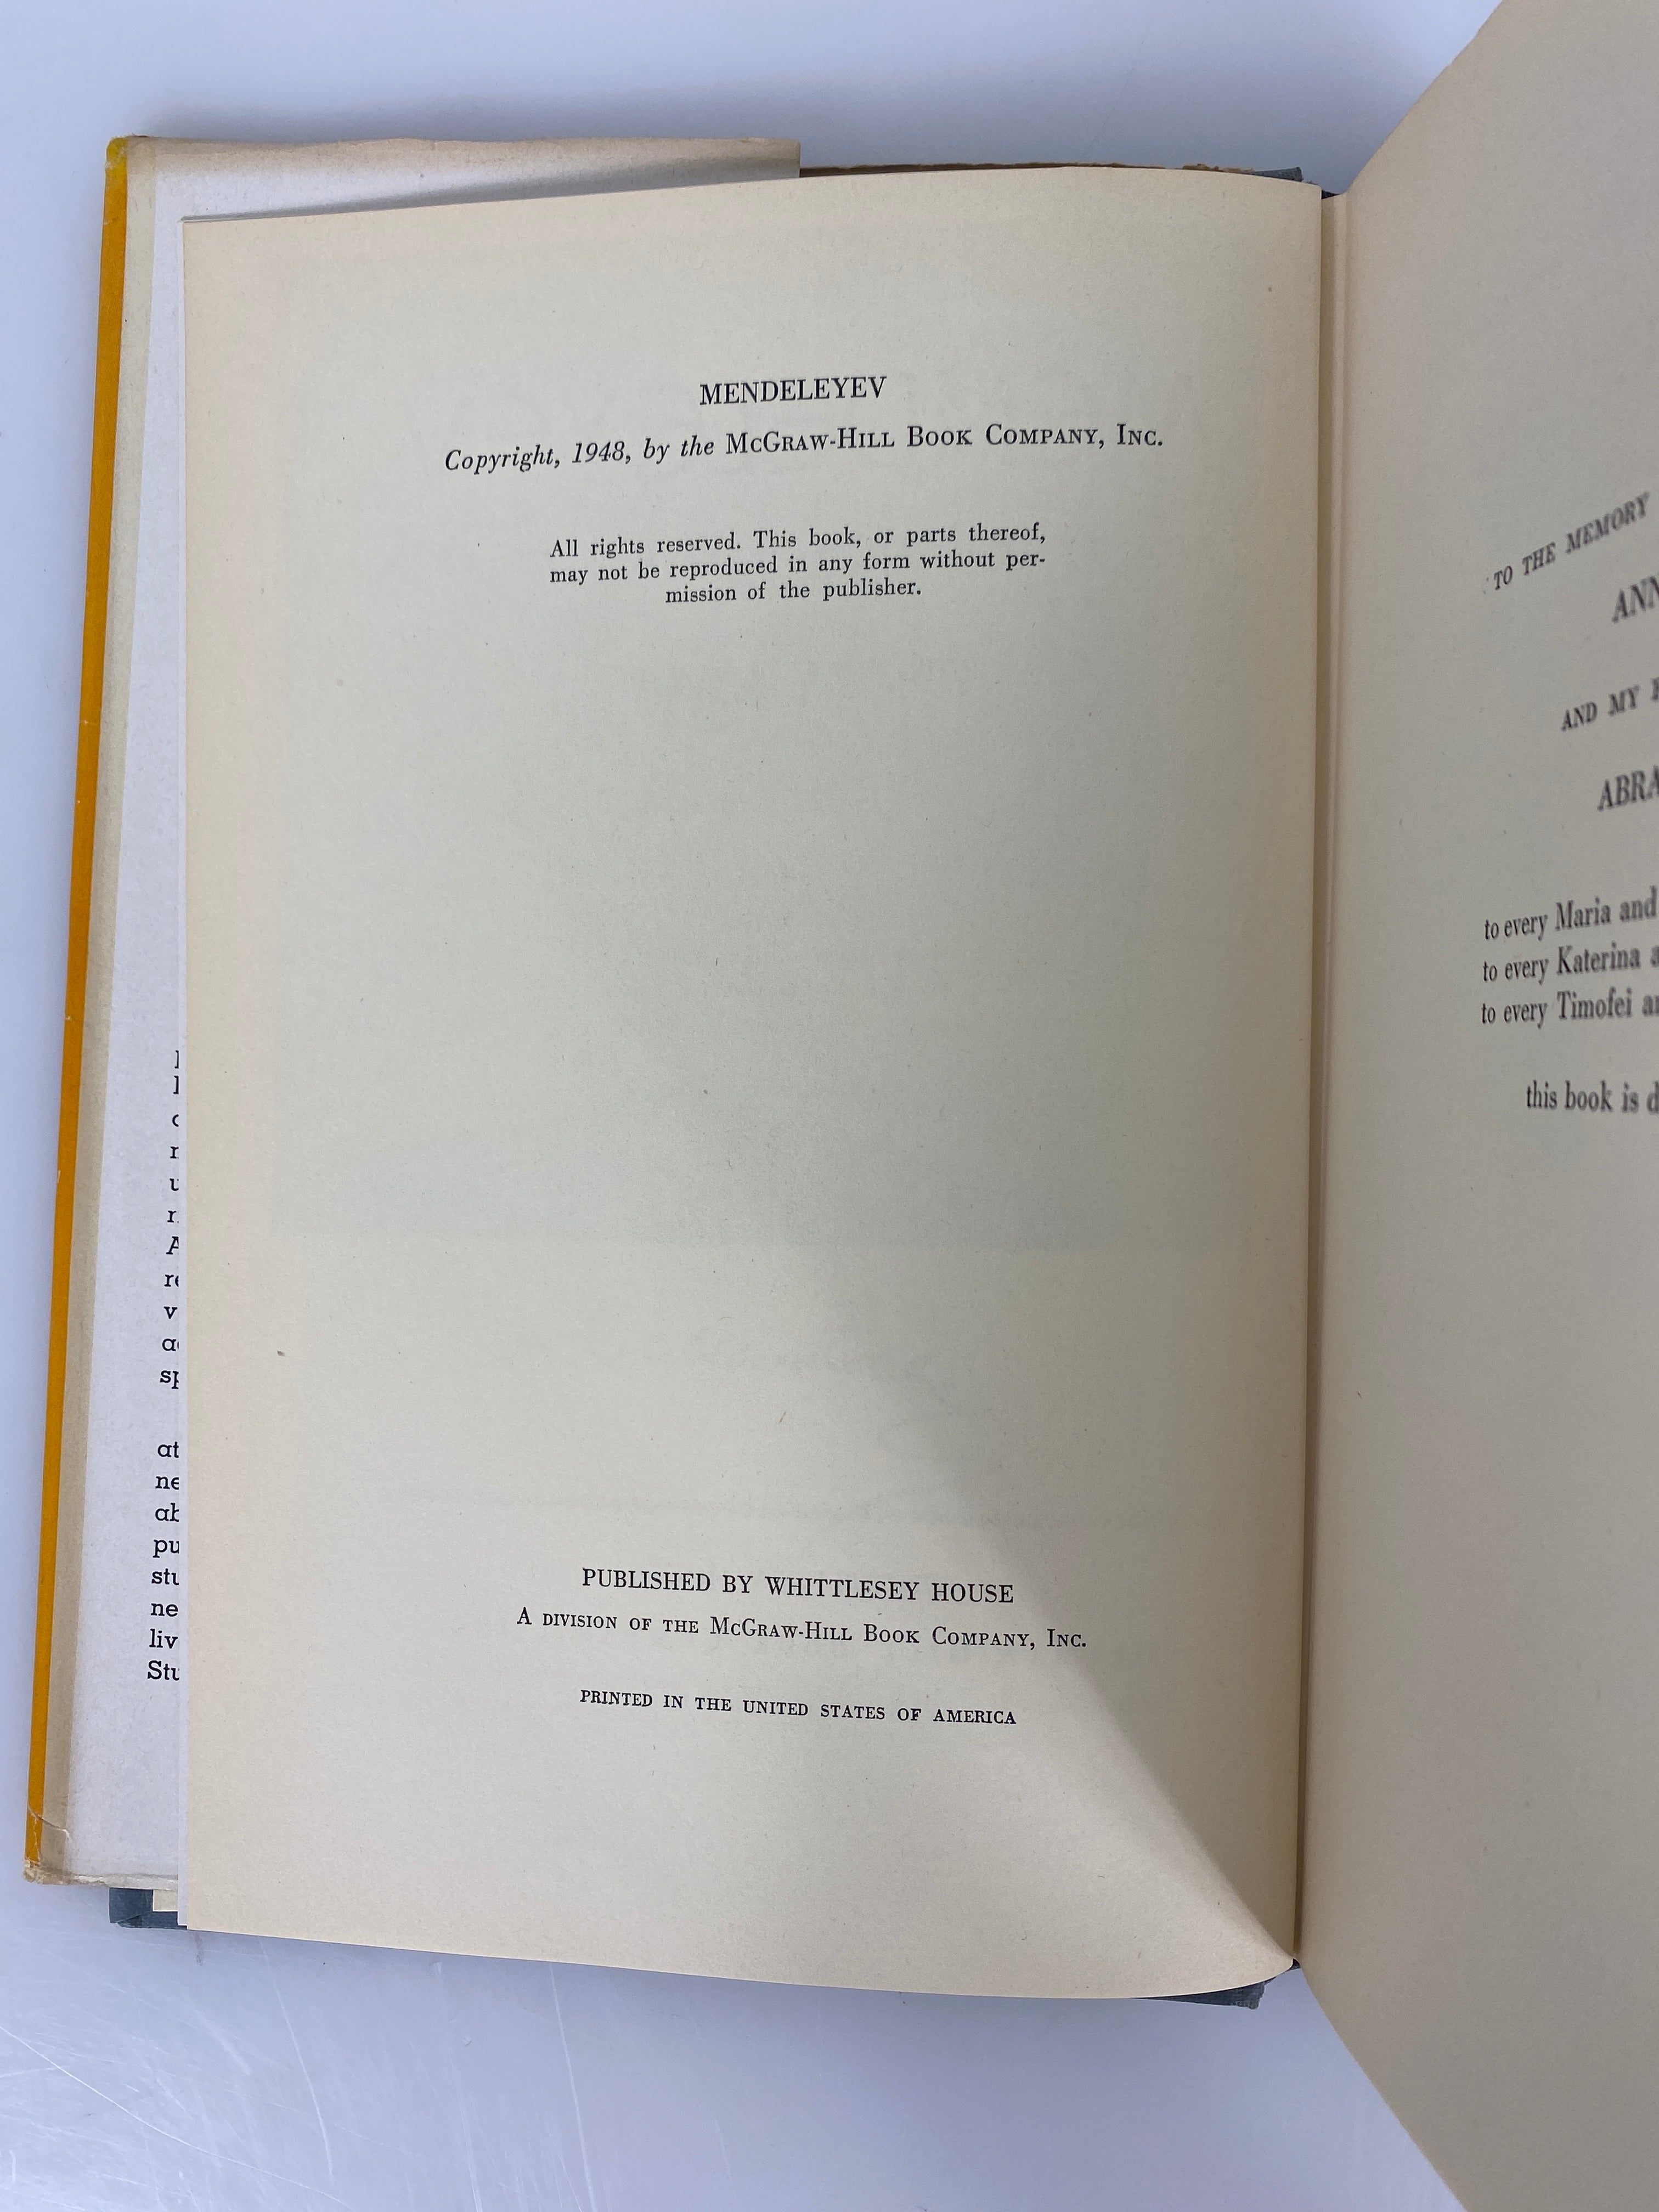 MENDELEYEV
Copyright, 1948, by the McGraw-Hill Book Company, Inc.
All rights reserved. This book, or parts thereof,
may not be reproduced in any form without per-
mission of the publisher.
PUBLISHED BY WHITTLESEY HOUSE
A division of the McGraw-Hill Book Company, Inc.
PRINTED IN THE UNITED STATES OF AMERICA
TO THE MEMORY
AND MY
to every Maria and
to every Katerina
to every Timofei
this book is